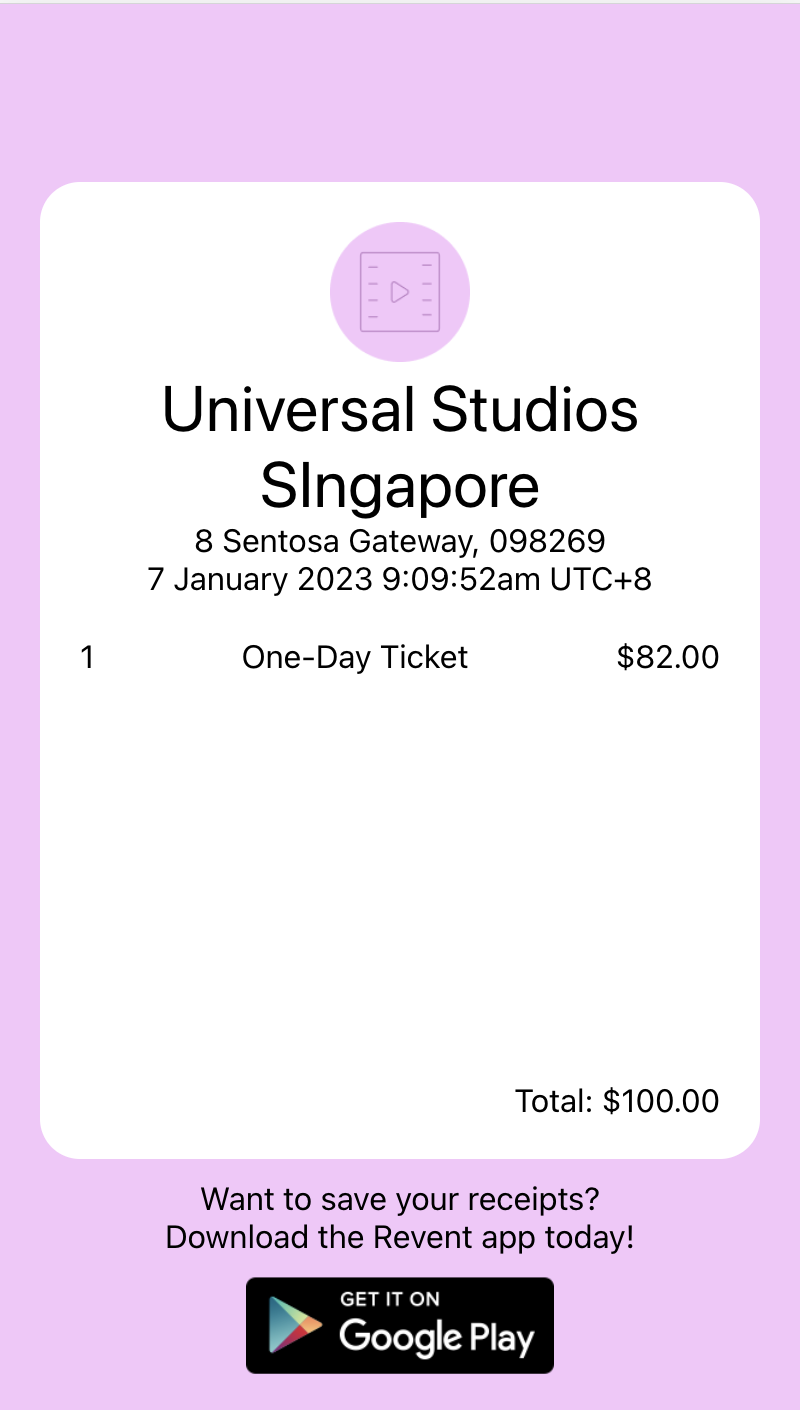 Universal Studios
SIngapore
8 Sentosa Gateway, 098269
7 January 2023 9:09:52am UTC+8
1 One-Day Ticket $82.00
Total: $100.00
Want to save your receipts?
Download the Revent app today!
GET IT ON
Google Play